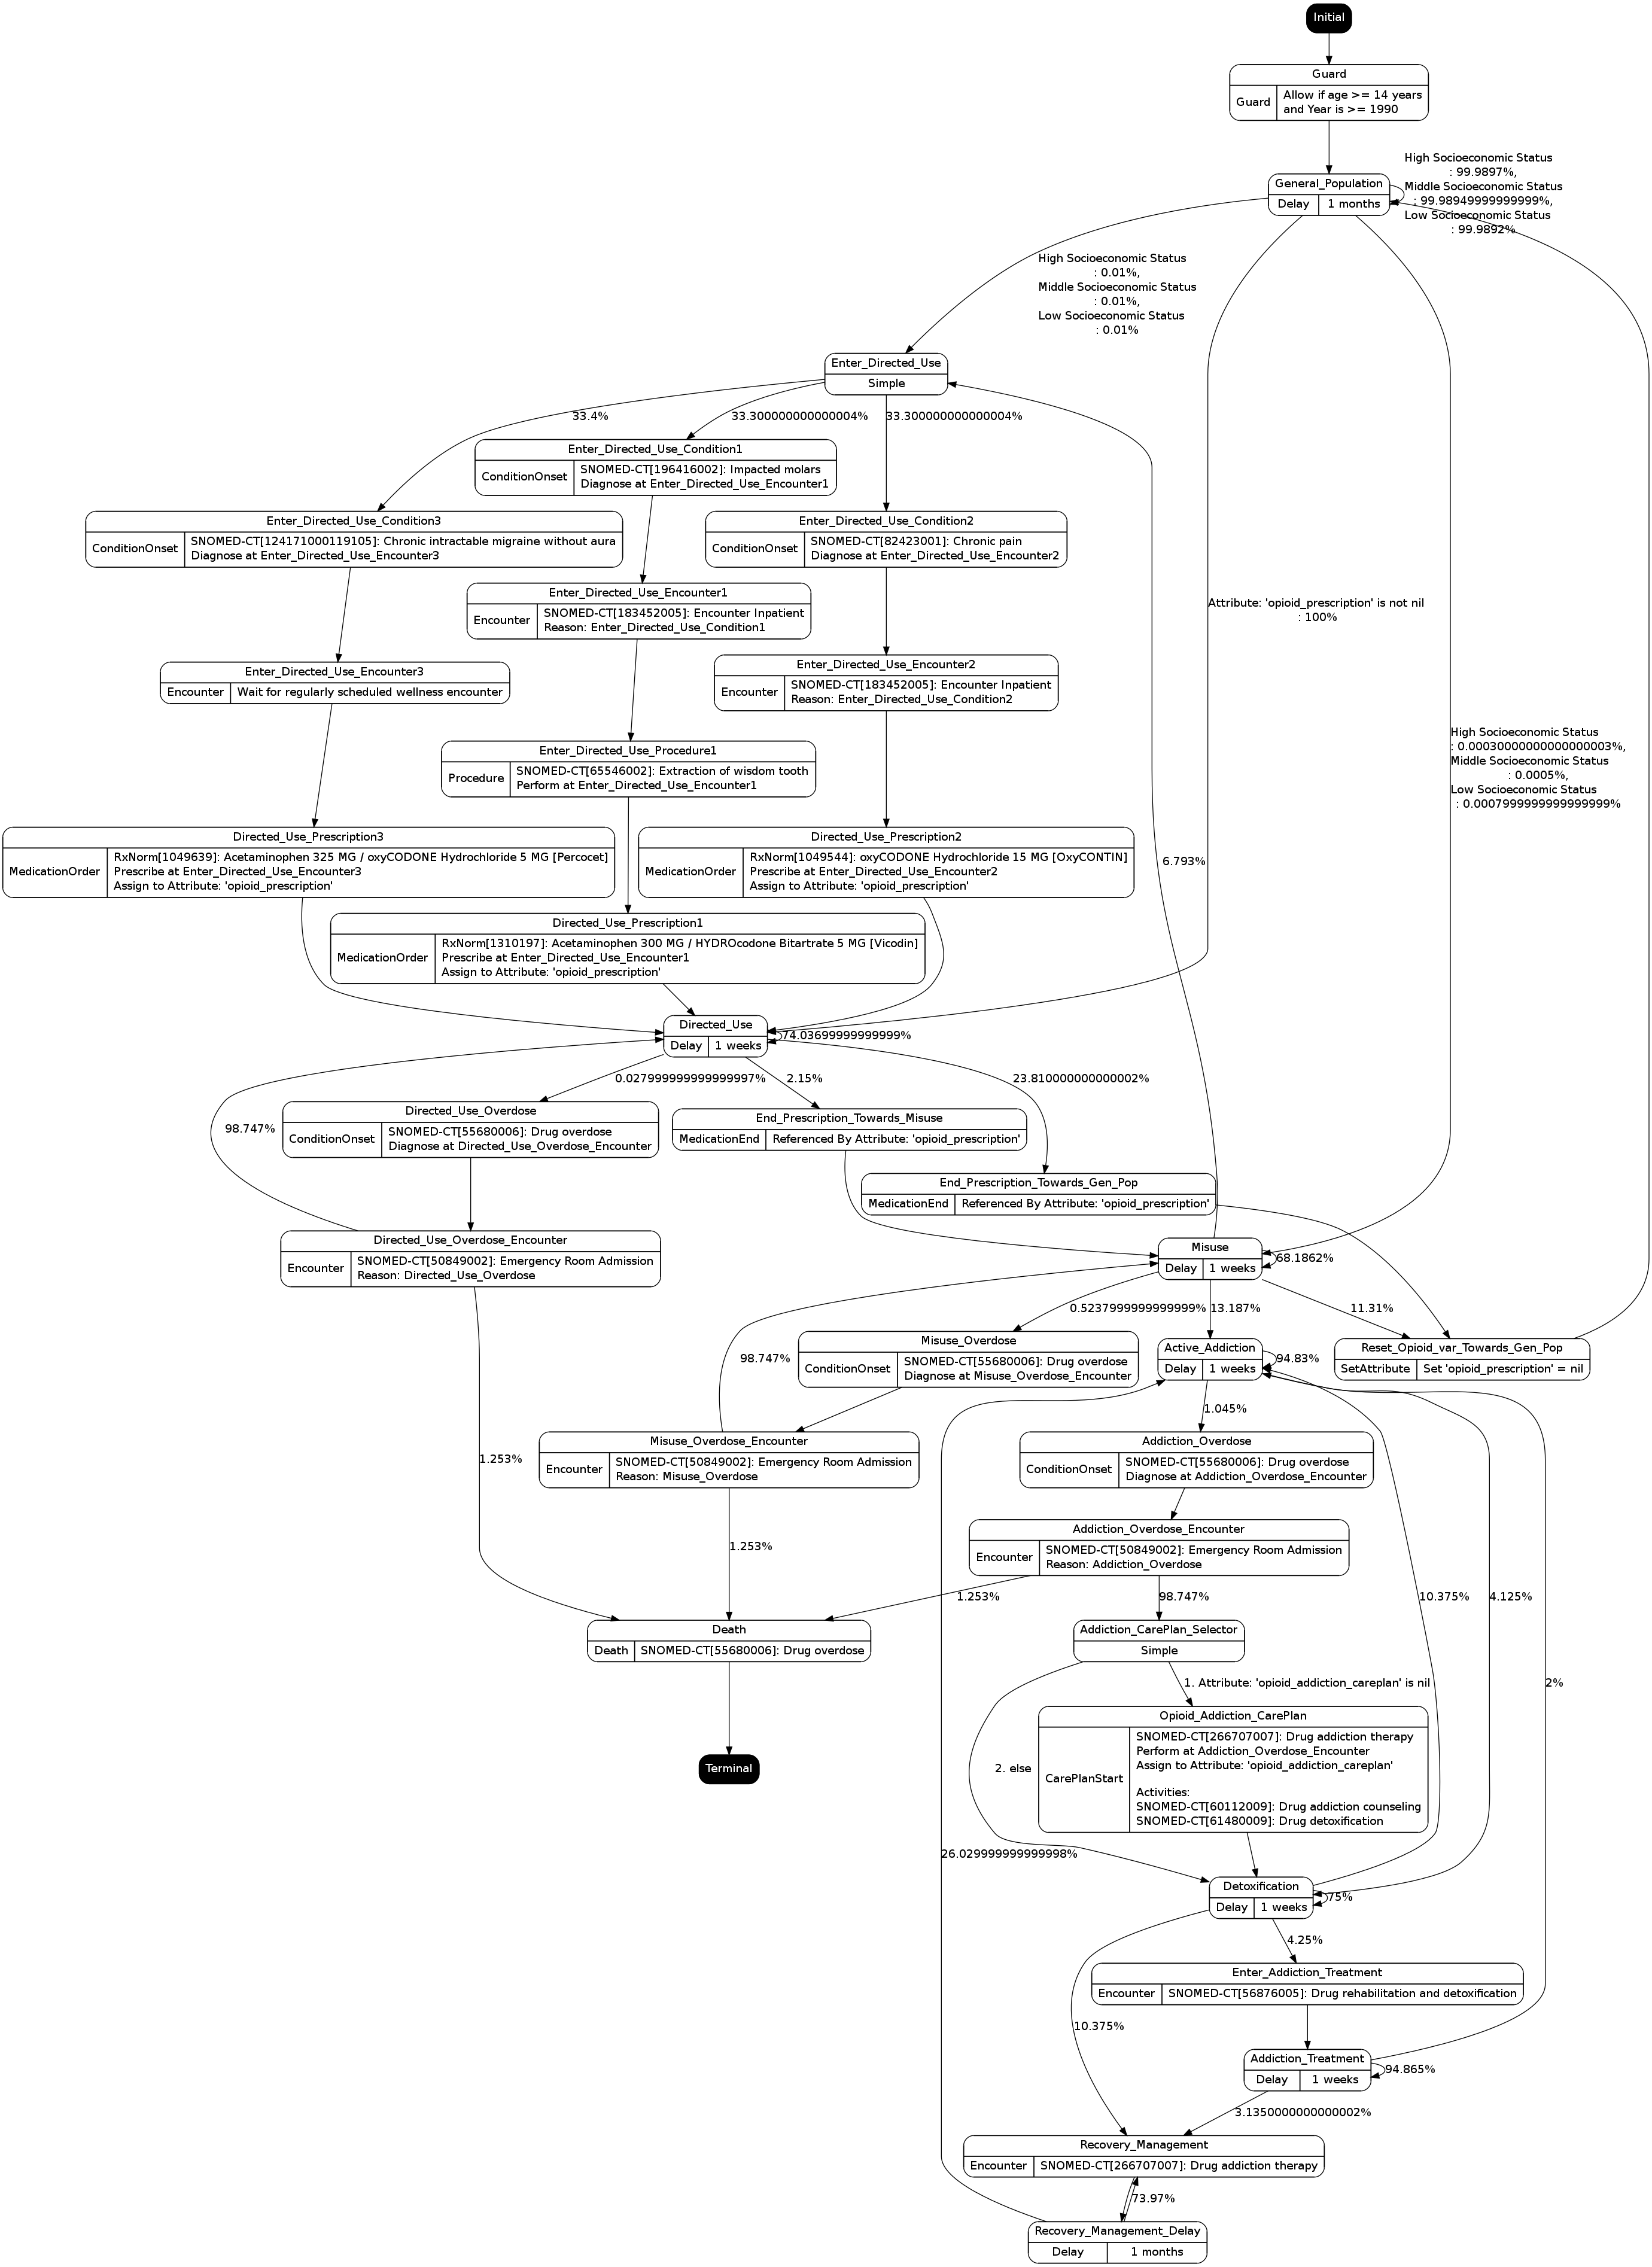 Initial
Guard
Guard
Allow if age >= 14 years
and Year is >= 1990
High Socioeconomic Status
: 99.9897%,
Middle Socioeconomic Status
: 99.98949999999999%,
Low Socioeconomic Status
: 99.9892%
General_Population
Delay
1 months
High Socioeconomic Status
: 0.01%,
Middle Socioeconomic Status
: 0.01%,
Low Socioeconomic Status
: 0.01%
Enter_Directed_Use
Simple
33.4%
33.300000000000004%
33.300000000000004%
Enter_Directed_Use_Condition1
ConditionOnset
SNOMED-CT[196416002]: Impacted molars
Diagnose at Enter_Directed_Use_Encounter1
Enter_Directed_Use_Condition3
ConditionOnset
SNOMED-CT[124171000119105]: Chronic intractable migraine without aura
Diagnose at Enter_Directed_Use_Encounter3
Enter_Directed_Use_Condition2
ConditionOnset
SNOMED-CT[82423001]: Chronic pain
Diagnose at Enter_Directed_Use_Encounter2
Enter_Directed_Use_Encounter1
Encounter
SNOMED-CT[183452005]: Encounter Inpatient
Reason: Enter_Directed_Use_Condition1
Attribute: 'opioid_prescription' is not nil
: 100%
Enter_Directed_Use_Encounter3
Encounter
Wait for regularly scheduled wellness encounter
Enter_Directed_Use_Encounter2
Encounter
SNOMED-CT[183452005]: Encounter Inpatient
Reason: Enter_Directed_Use_Condition2
Enter_Directed_Use_Procedure1
Procedure
SNOMED-CT[65546002]: Extraction of wisdom tooth
Perform at Enter_Directed_Use_Encounter1
High Socioeconomic Status
: 0.00030000000000000003%,
Middle Socioeconomic Status
: 0.0005%,
Low Socioeconomic Status
: 0.0007999999999999999%
Directed_Use_Prescription3
MedicationOrder
RxNorm[1049639]: Acetaminophen 325 MG / oxyCODONE Hydrochloride 5 MG [Percocet]
Prescribe at Enter_Directed_Use_Encounter3
Assign to Attribute: 'opioid_prescription'
Directed_Use_Prescription2
MedicationOrder
RxNorm[1049544]: oxyCODONE Hydrochloride 15 MG [OxyCONTIN]
Prescribe at Enter_Directed_Use_Encounter2
Assign to Attribute: 'opioid_prescription'
6.793%
Directed_Use_Prescription1
MedicationOrder
RxNorm[1310197]: Acetaminophen 300 MG / HYDROcodone Bitartrate 5 MG [Vicodin]
Prescribe at Enter_Directed_Use_Encounter1
Assign to Attribute: 'opioid_prescription'
Directed_Use
Delay
1 weeks
74.03699999999999%
0.027999999999999997%
2.15%
23.810000000000002%
Directed_Use_Overdose
ConditionOnset
SNOMED-CT[55680006]: Drug overdose
Diagnose at Directed_Use_Overdose_Encounter
98.747%
End_Prescription_Towards_Misuse
MedicationEnd
Referenced By Attribute: 'opioid_prescription'
End_Prescription_Towards_Gen_Pop
MedicationEnd
Referenced By Attribute: 'opioid_prescription'
Directed_Use_Overdose_Encounter
Encounter
SNOMED-CT[50849002]: Emergency Room Admission
Reason: Directed_Use_Overdose
Misuse
Delay
1 weeks
68.1862%
0.5237999999999999%
13.187%
11.31%
Misuse_Overdose
ConditionOnset
SNOMED-CT[55680006]: Drug overdose
Diagnose at Misuse_Overdose_Encounter
98.747%
Active_Addiction
Delay
1 weeks
94.83%
Reset_Opioid_var_Towards_Gen_Pop
SetAttribute
Set 'opioid_prescription' = nil
1.045%
Misuse_Overdose_Encounter
Encounter
SNOMED-CT[50849002]: Emergency Room Admission
Reason: Misuse_Overdose
1.253%
Addiction_Overdose
ConditionOnset
SNOMED-CT[55680006]: Drug overdose
Diagnose at Addiction_Overdose_Encounter
Addiction_Overdose_Encounter
Encounter
SNOMED-CT[50849002]: Emergency Room Admission
Reason: Addiction_Overdose
1.253%
1.253%
98.747%
10.375%
4.125%
Death
Death
SNOMED-CT[55680006]: Drug overdose
Addiction_CarePlan_Selector
Simple
1. Attribute: 'opioid_addiction_careplan' is nil
2%
Terminal
2. else
Opioid_Addiction_CarePlan
CarePlanStart
SNOMED-CT[266707007]: Drug addiction therapy
Perform at Addiction_Overdose_Encounter
Assign to Attribute: 'opioid_addiction_careplan'
Activities:
SNOMED-CT[60112009]: Drug addiction counseling
SNOMED-CT[61480009]: Drug detoxification
26.029999999999998%
Detoxification
Delay
1 weeks
75%
4.25%
Enter_Addiction_Treatment
Encounter
SNOMED-CT[56876005]: Drug rehabilitation and detoxification
10.375%
Addiction_Treatment
Delay
1 weeks
94.865%
3.1350000000000002%
Recovery_Management
Encounter
SNOMED-CT[266707007]: Drug addiction therapy
73.97%
Recovery_Management_Delay
Delay
1 months